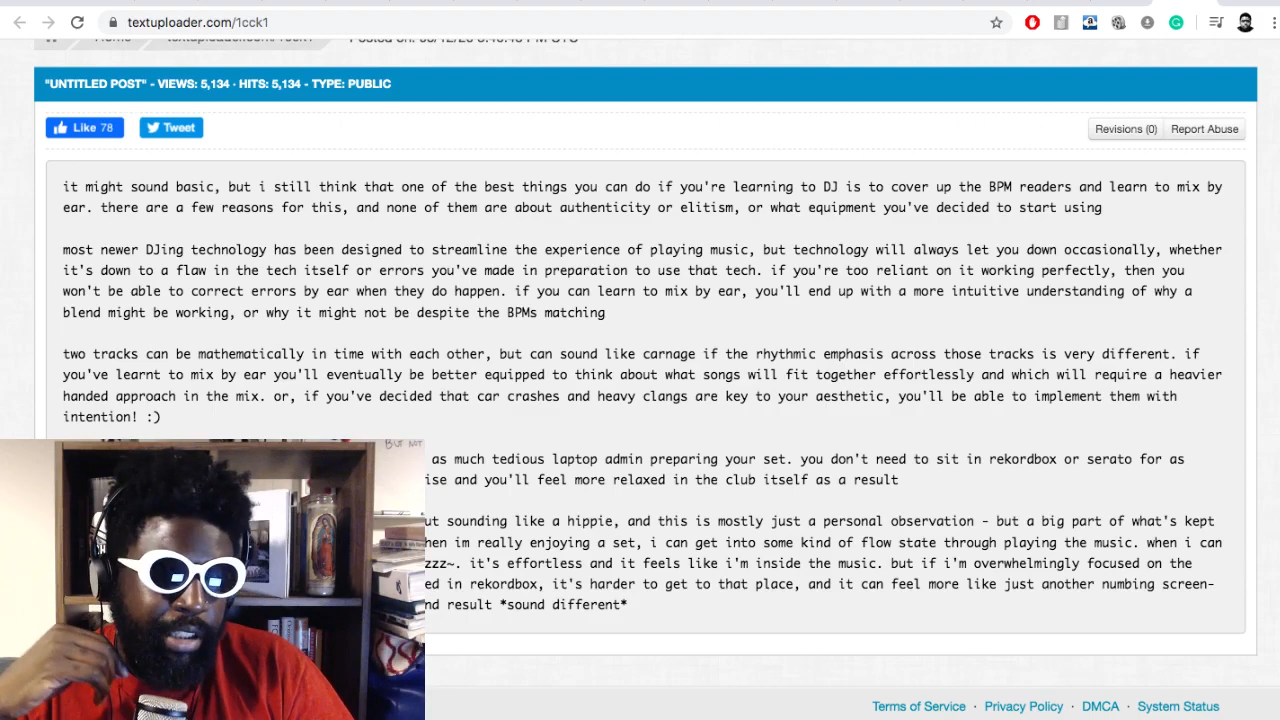 textuploader.com/1cck1
"UNTITLED POST" - VIEWS: 5,134 · HITS: 5,134 - TYPE: PUBLIC
Like 78
Tweet
Revisions (0)
Report Abuse
it might sound basic, but i still think that one of the best things you can do if you're learning to DJ is to cover up the BPM readers and learn to mix by
ear. there are a few reasons for this, and none of them are about authenticity or elitism, or what equipment you've decided to start using
most newer DJing technology has been designed to streamline the experience of playing music, but technology will always let you down occasionally, whether
it's down to a flaw in the tech itself or errors you've made in preparation to use that tech. if you're too reliant on it working perfectly, then you
won't be able to correct errors by ear when they do happen. if you can learn to mix by ear, you'll end up with a more intuitive understanding of why a
blend might be working, or why it might not be despite the BPMs matching
two tracks can be mathematically in time with each other, but can sound like carnage if the rhythmic emphasis across those tracks is very different. if
you've learnt to mix by ear you'll eventually be better equipped to think about what songs will fit together effortlessly and which will require a heavier
handed approach in the mix. or, if you've decided that car crashes and heavy clangs are key to your aesthetic, you'll be able to implement them with
intention! :)
BUT NOT
as much tedious laptop admin preparing your set. you don't need to sit in rekordbox or serato for as
ise and you'll feel more relaxed in the club itself as a result
ut sounding like a hippie, and this is mostly just a personal observation - but a big part of what's kept
hen im really enjoying a set, i can get into some kind of flow state through playing the music. when i can
zzz~. it's effortless and it feels like i'm inside the music. but if i'm overwhelmingly focused on the
ed in rekordbox, it's harder to get to that place, and it can feel more like just another numbing screen-
nd result *sound different*
Terms of Service · Privacy Policy · DMCA · System Status